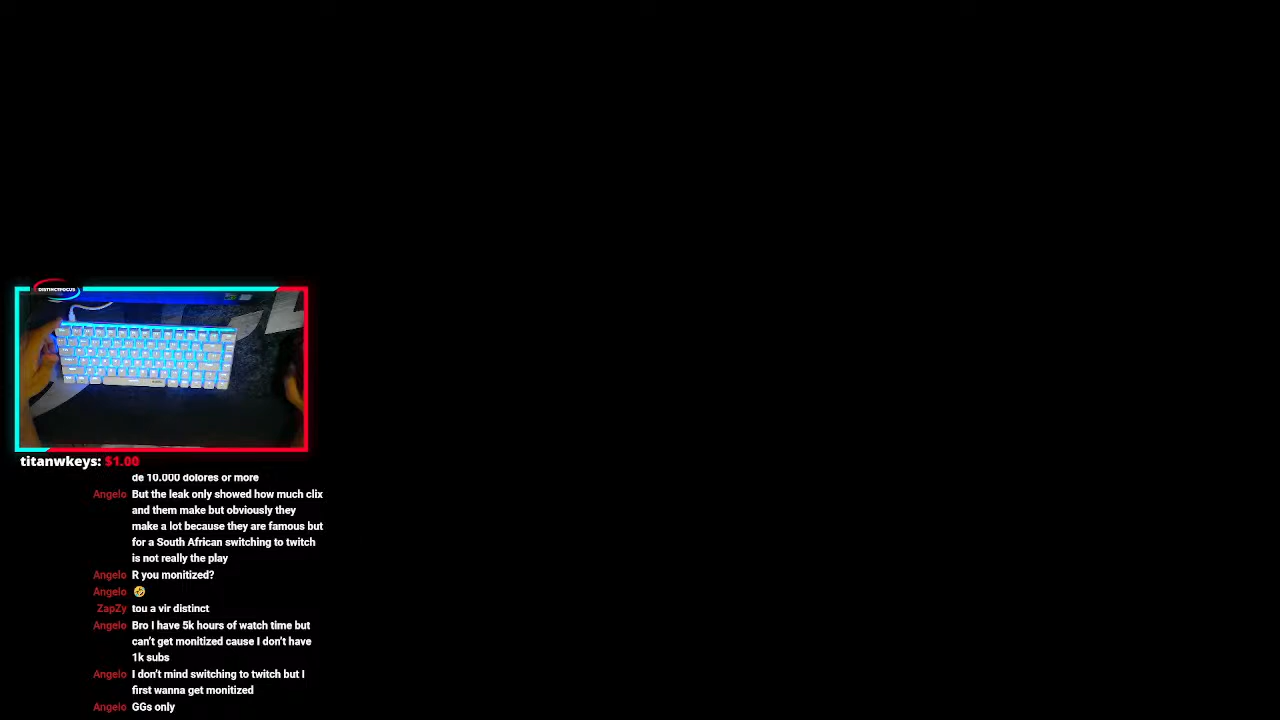 DISTINCTFOCUS
titanwkeys: $1.00
de 10.000 dolores or more
Angelo But the leak only showed how much clix
and them make but obviously they
make a lot because they are famous but
for a South African switching to twitch
is not really the play
Angelo R you monitized?
Angelo 🤣
ZapZy tou a vir distinct
Angelo Bro I have 5k hours of watch time but
can't get monitized cause I don't have
1k subs
Angelo I don't mind switching to twitch but I
first wanna get monitized
Angelo GGs only